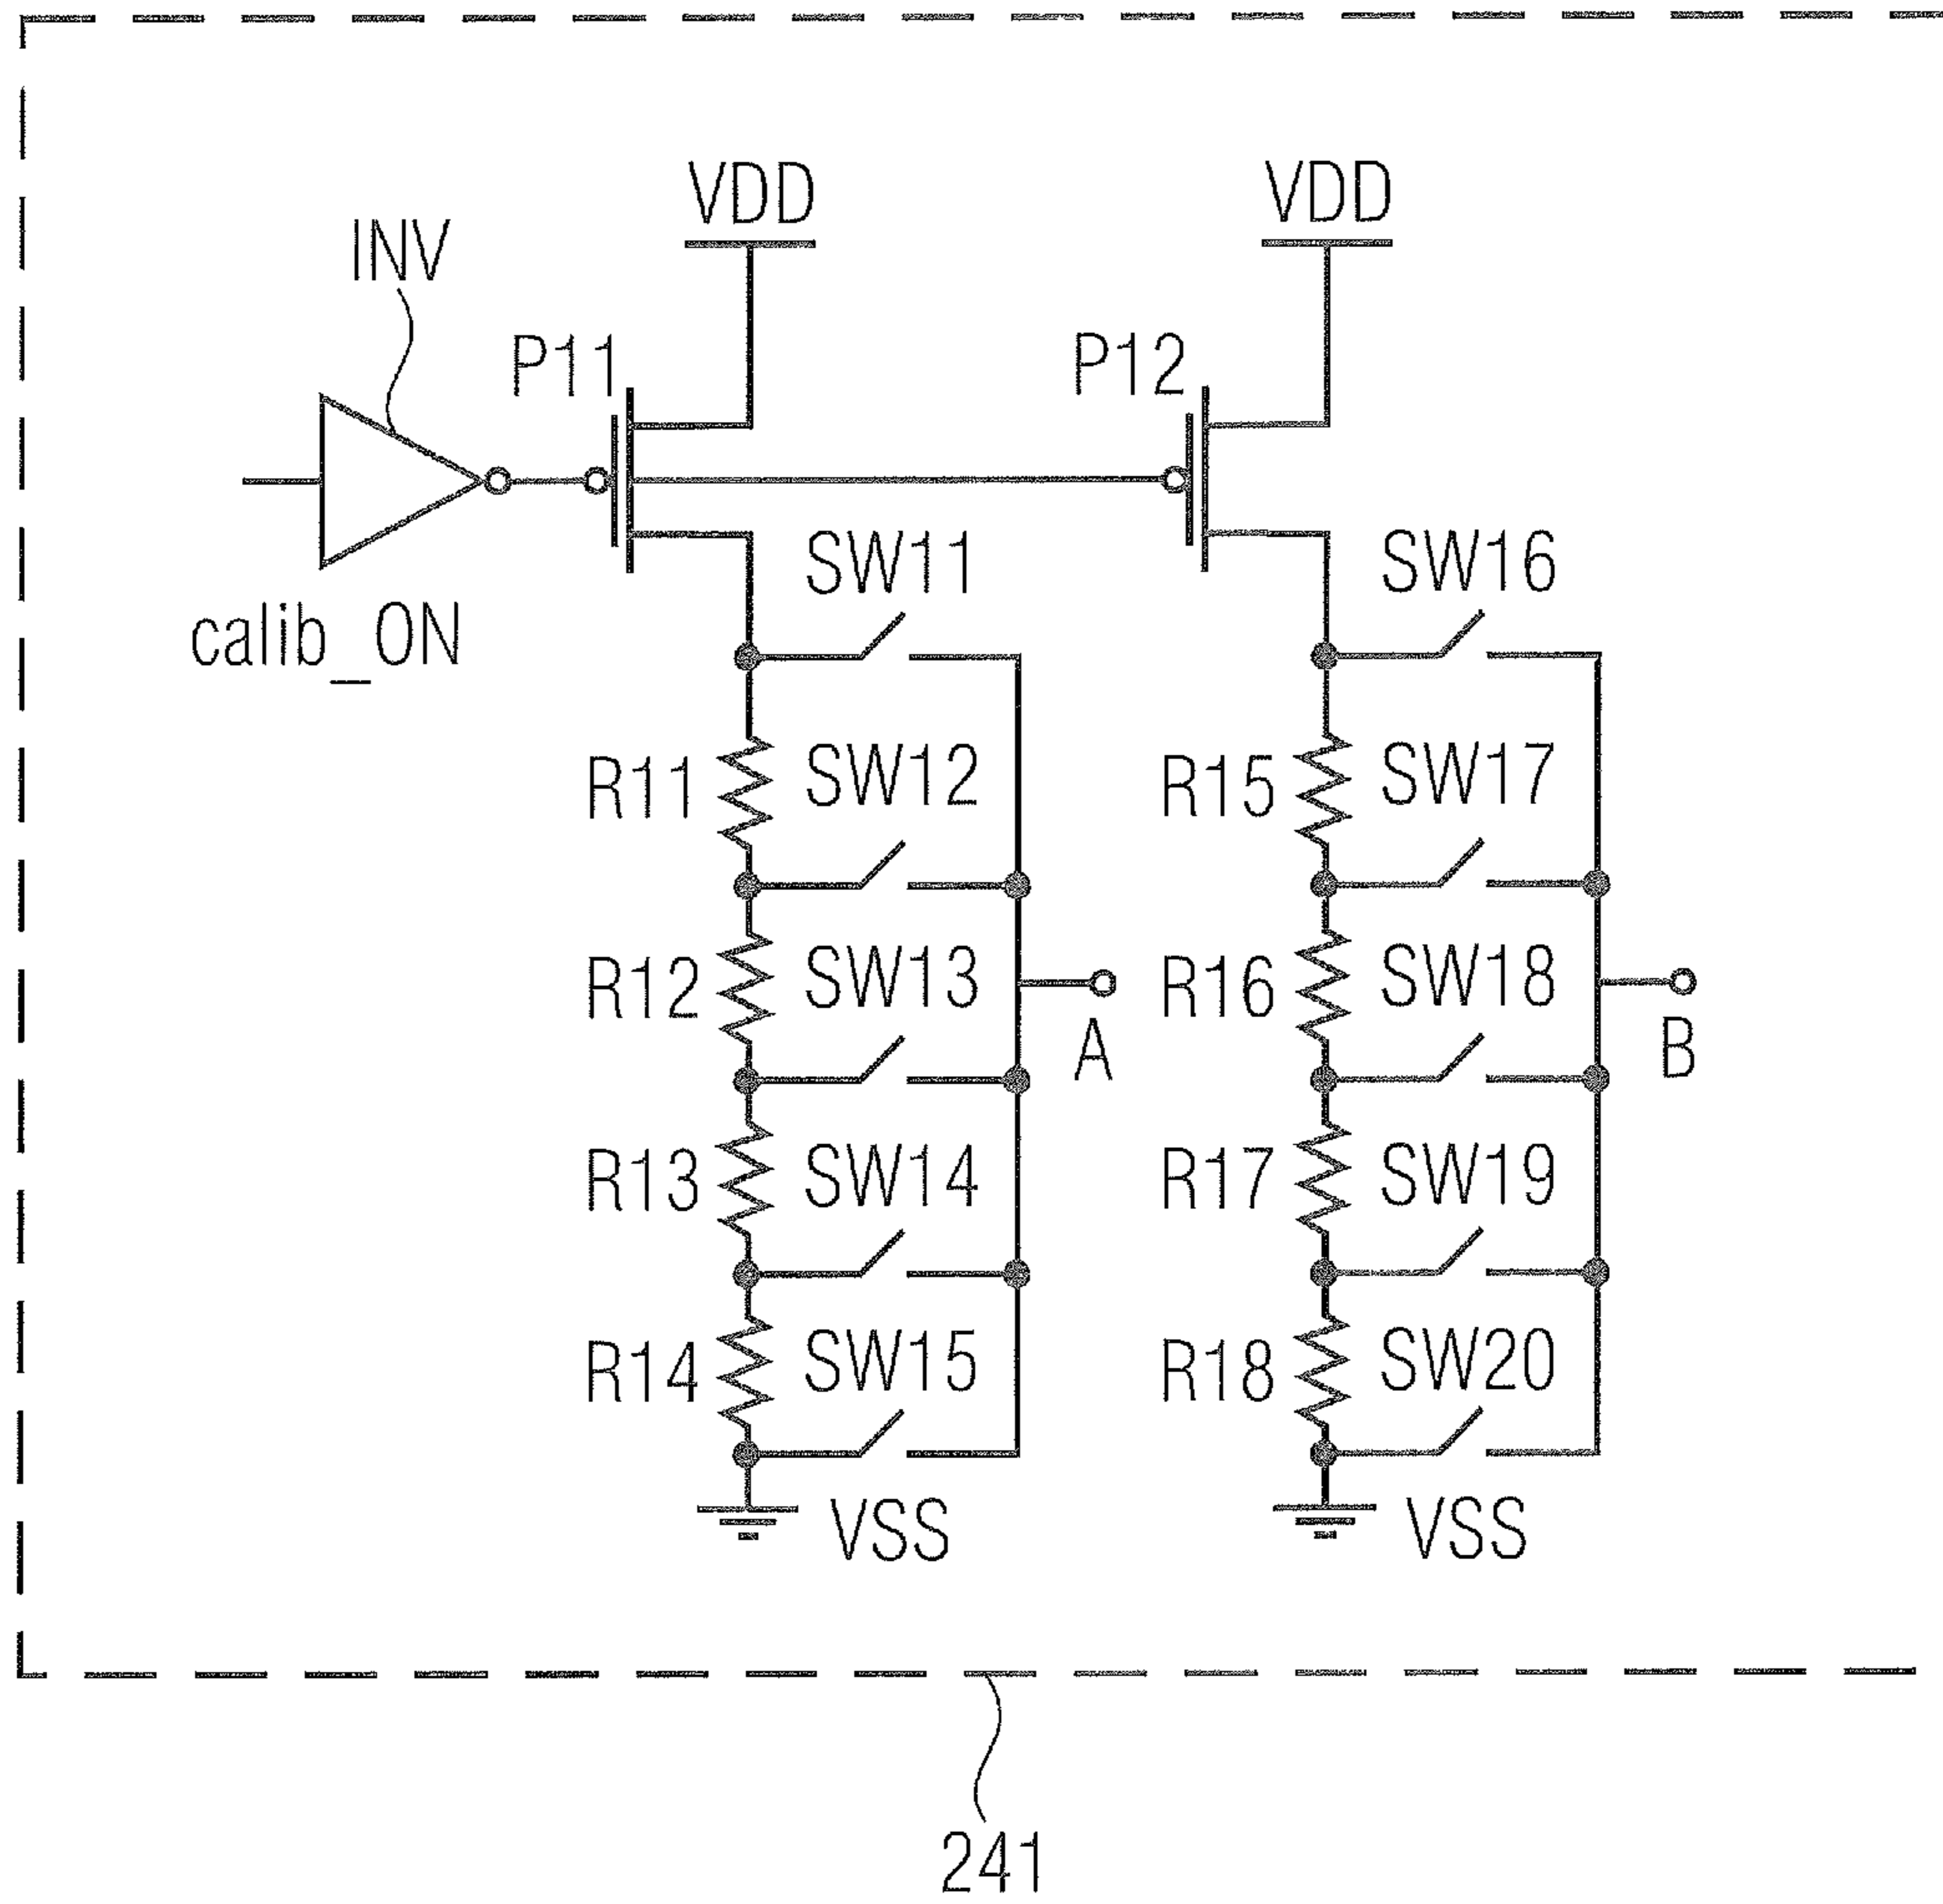 VDD VDD
INV
P11 P12
calib_ON
SW11 SW16
R11 SW12 R15 SW17
R12 SW13 R16 SW18
A B
R13 SW14 R17 SW19
R14 SW15 R18 SW20
VSS VSS
241